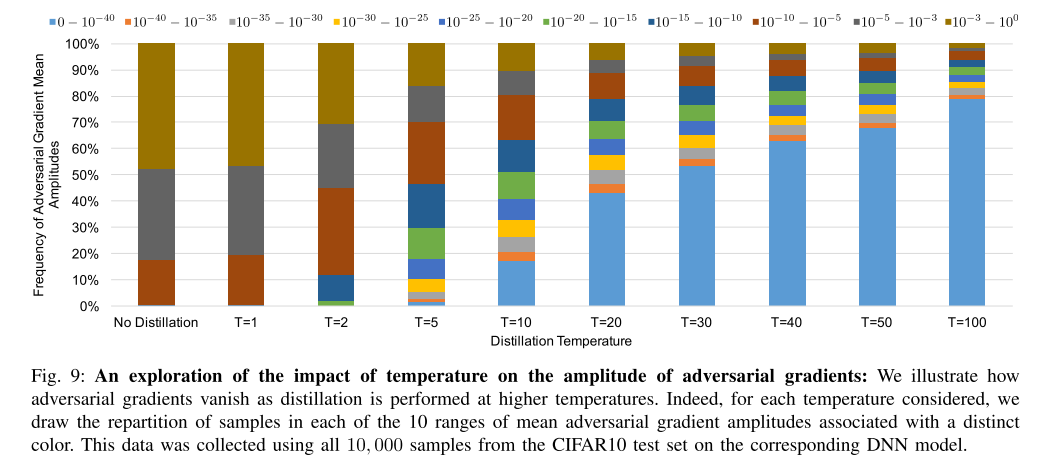 0 − 10⁻⁴⁰ 10⁻⁴⁰ − 10⁻³⁵ 10⁻³⁵ − 10⁻³⁰ 10⁻³⁰ − 10⁻²⁵ 10⁻²⁵ − 10⁻²⁰ 10⁻²⁰ − 10⁻¹⁵ 10⁻¹⁵ − 10⁻¹⁰ 10⁻¹⁰ − 10⁻⁵ 10⁻⁵ − 10⁻³ 10⁻³ − 10⁰
Frequency of Adversarial Gradient Mean
Amplitudes
100%
90%
80%
70%
60%
50%
40%
30%
20%
10%
0%
No Distillation T=1 T=2 T=5 T=10 T=20 T=30 T=40 T=50 T=100
Distillation Temperature
Fig. 9: An exploration of the impact of temperature on the amplitude of adversarial gradients: We illustrate how
adversarial gradients vanish as distillation is performed at higher temperatures. Indeed, for each temperature considered, we
draw the repartition of samples in each of the 10 ranges of mean adversarial gradient amplitudes associated with a distinct
color. This data was collected using all 10, 000 samples from the CIFAR10 test set on the corresponding DNN model.